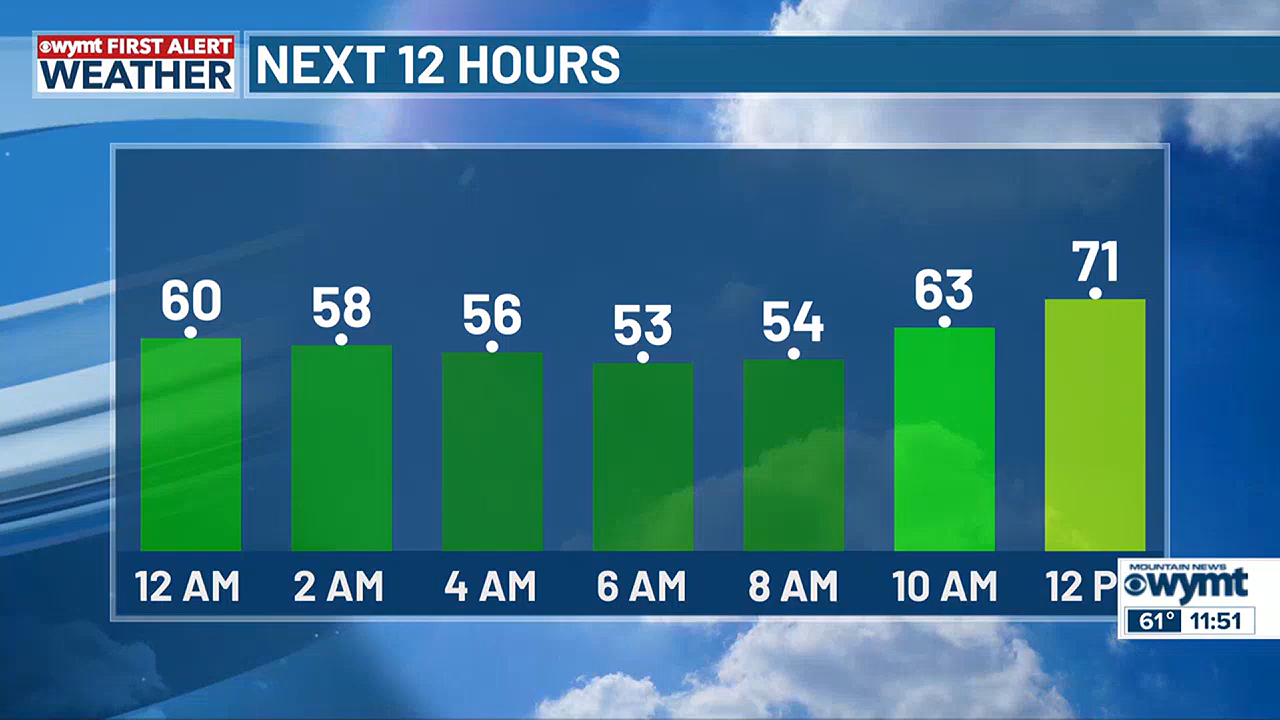 wymt FIRST ALERT
WEATHER
NEXT 12 HOURS
60 58 56 53 54 63 71
12 AM 2 AM 4 AM 6 AM 8 AM 10 AM 12 P
MOUNTAIN NEWS
wymt
61° 11:51